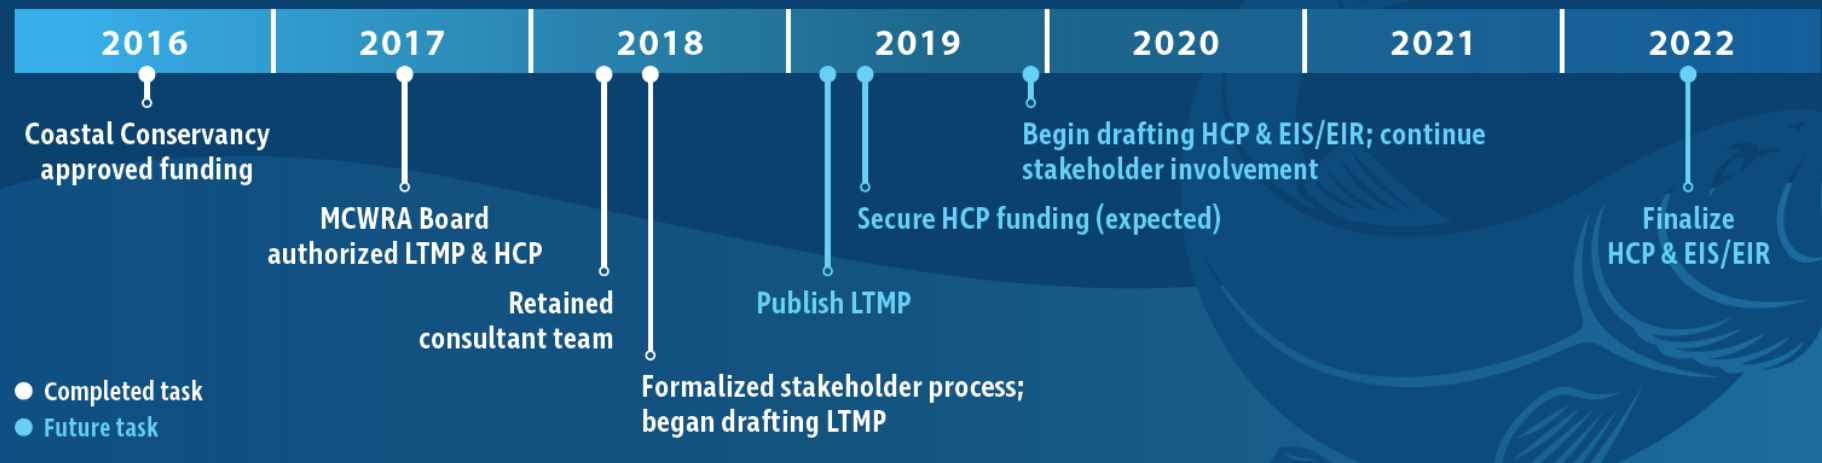 2016
2017
2018
2019
2020
2021
2022
Coastal Conservancy
approved funding
MCWRA Board
authorized LTMP & HCP
Retained
consultant team
Formalized stakeholder process;
began drafting LTMP
Publish LTMP
Secure HCP funding (expected)
Begin drafting HCP & EIS/EIR; continue
stakeholder involvement
Finalize
HCP & EIS/EIR
Completed task
Future task